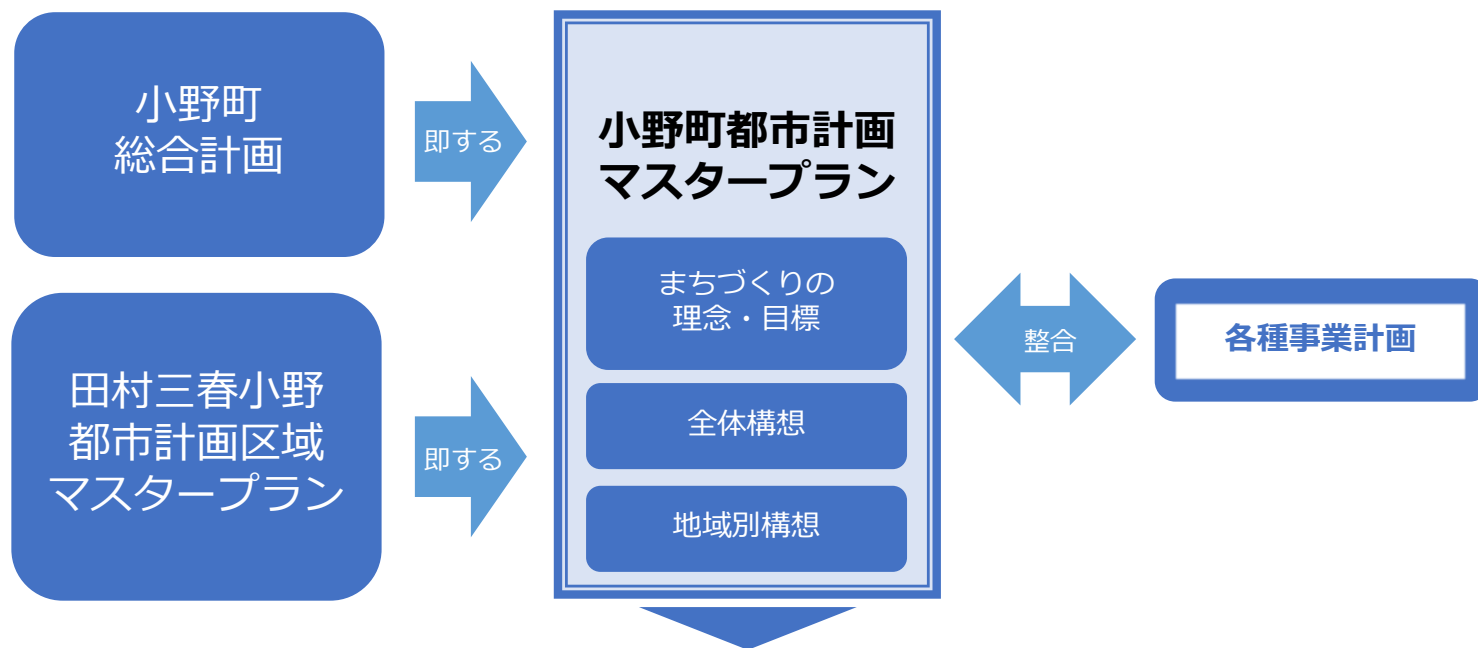 小野町
総合計画
即する
田村三春小野
都市計画区域
マスタープラン
即する
小野町都市計画
マスタープラン
まちづくりの
理念・目標
全体構想
地域別構想
整合
各種事業計画